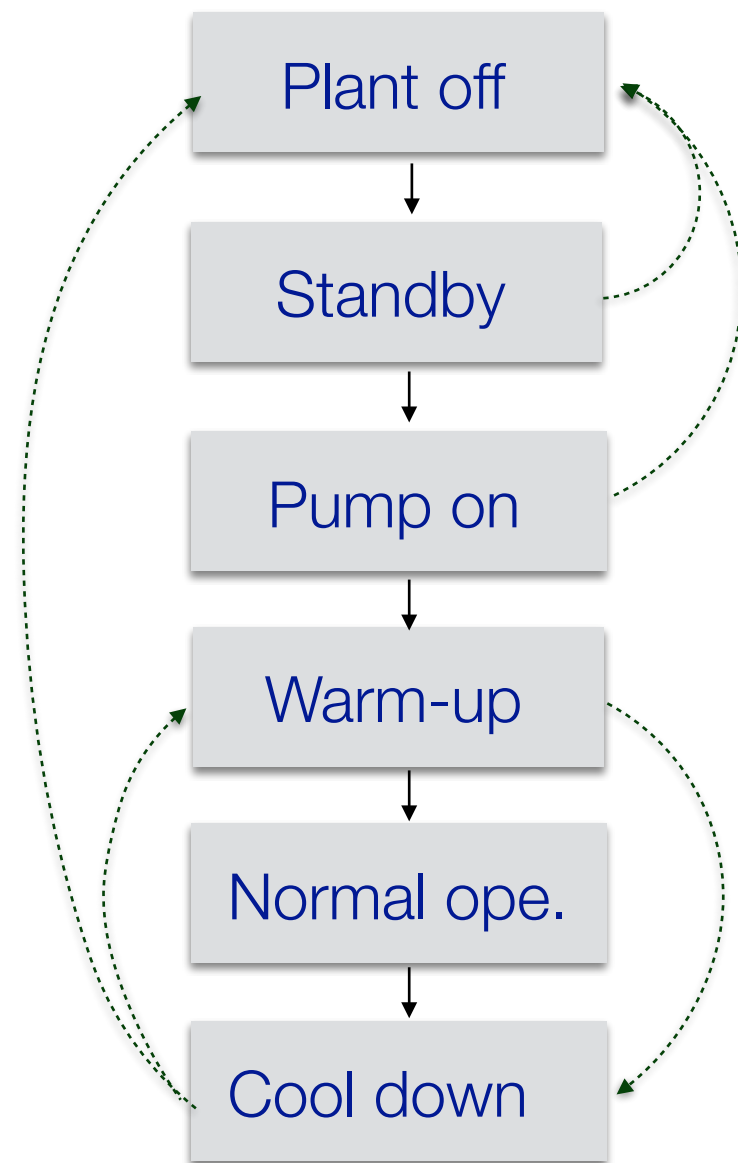 Plant off
Standby
Pump on
Warm-up
Normal ope.
Cool down